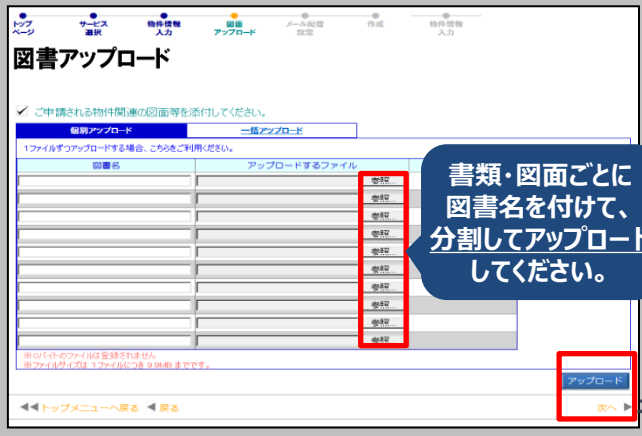 トップ
ページ
サービス
選択
物件情報
入力
図面
アップロード
メール配信
設定
作成
物件情報
入力
図書アップロード
ご申請される物件関連の図面等を添付してください。
個別アップロード
一括アップロード
1ファイルずつアップロードする場合、こちらをご利用ください。
図書名
アップロードするファイル
参照...
参照...
参照...
参照...
参照...
参照...
参照...
参照...
参照...
参照...
書類・図面ごとに
図書名を付けて、
分割してアップロード
してください。
※0バイトのファイルは登録されません
※ファイルサイズは 1ファイルにつき 9.9MB までです。
アップロード
トップメニューへ戻る
戻る
次へ